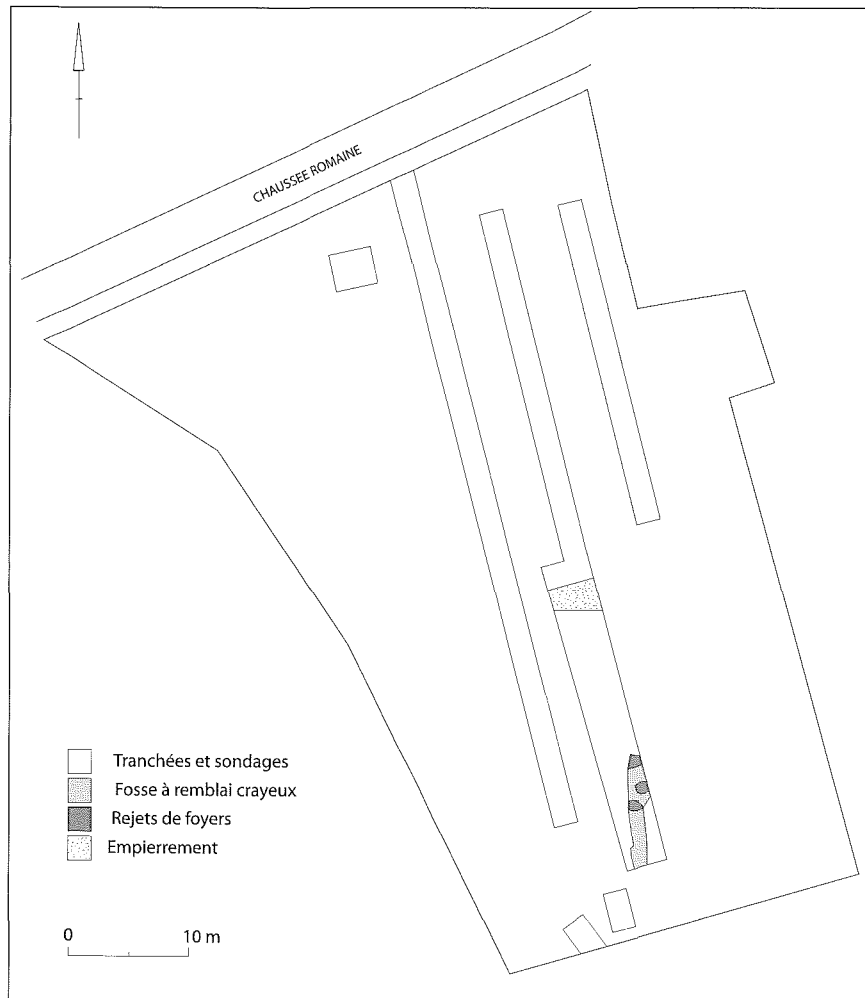 CHAUSSEE ROMAINE
Tranchées et sondages
Fosse à remblai crayeux
Rejets de foyers
Empierrement
0 10 m